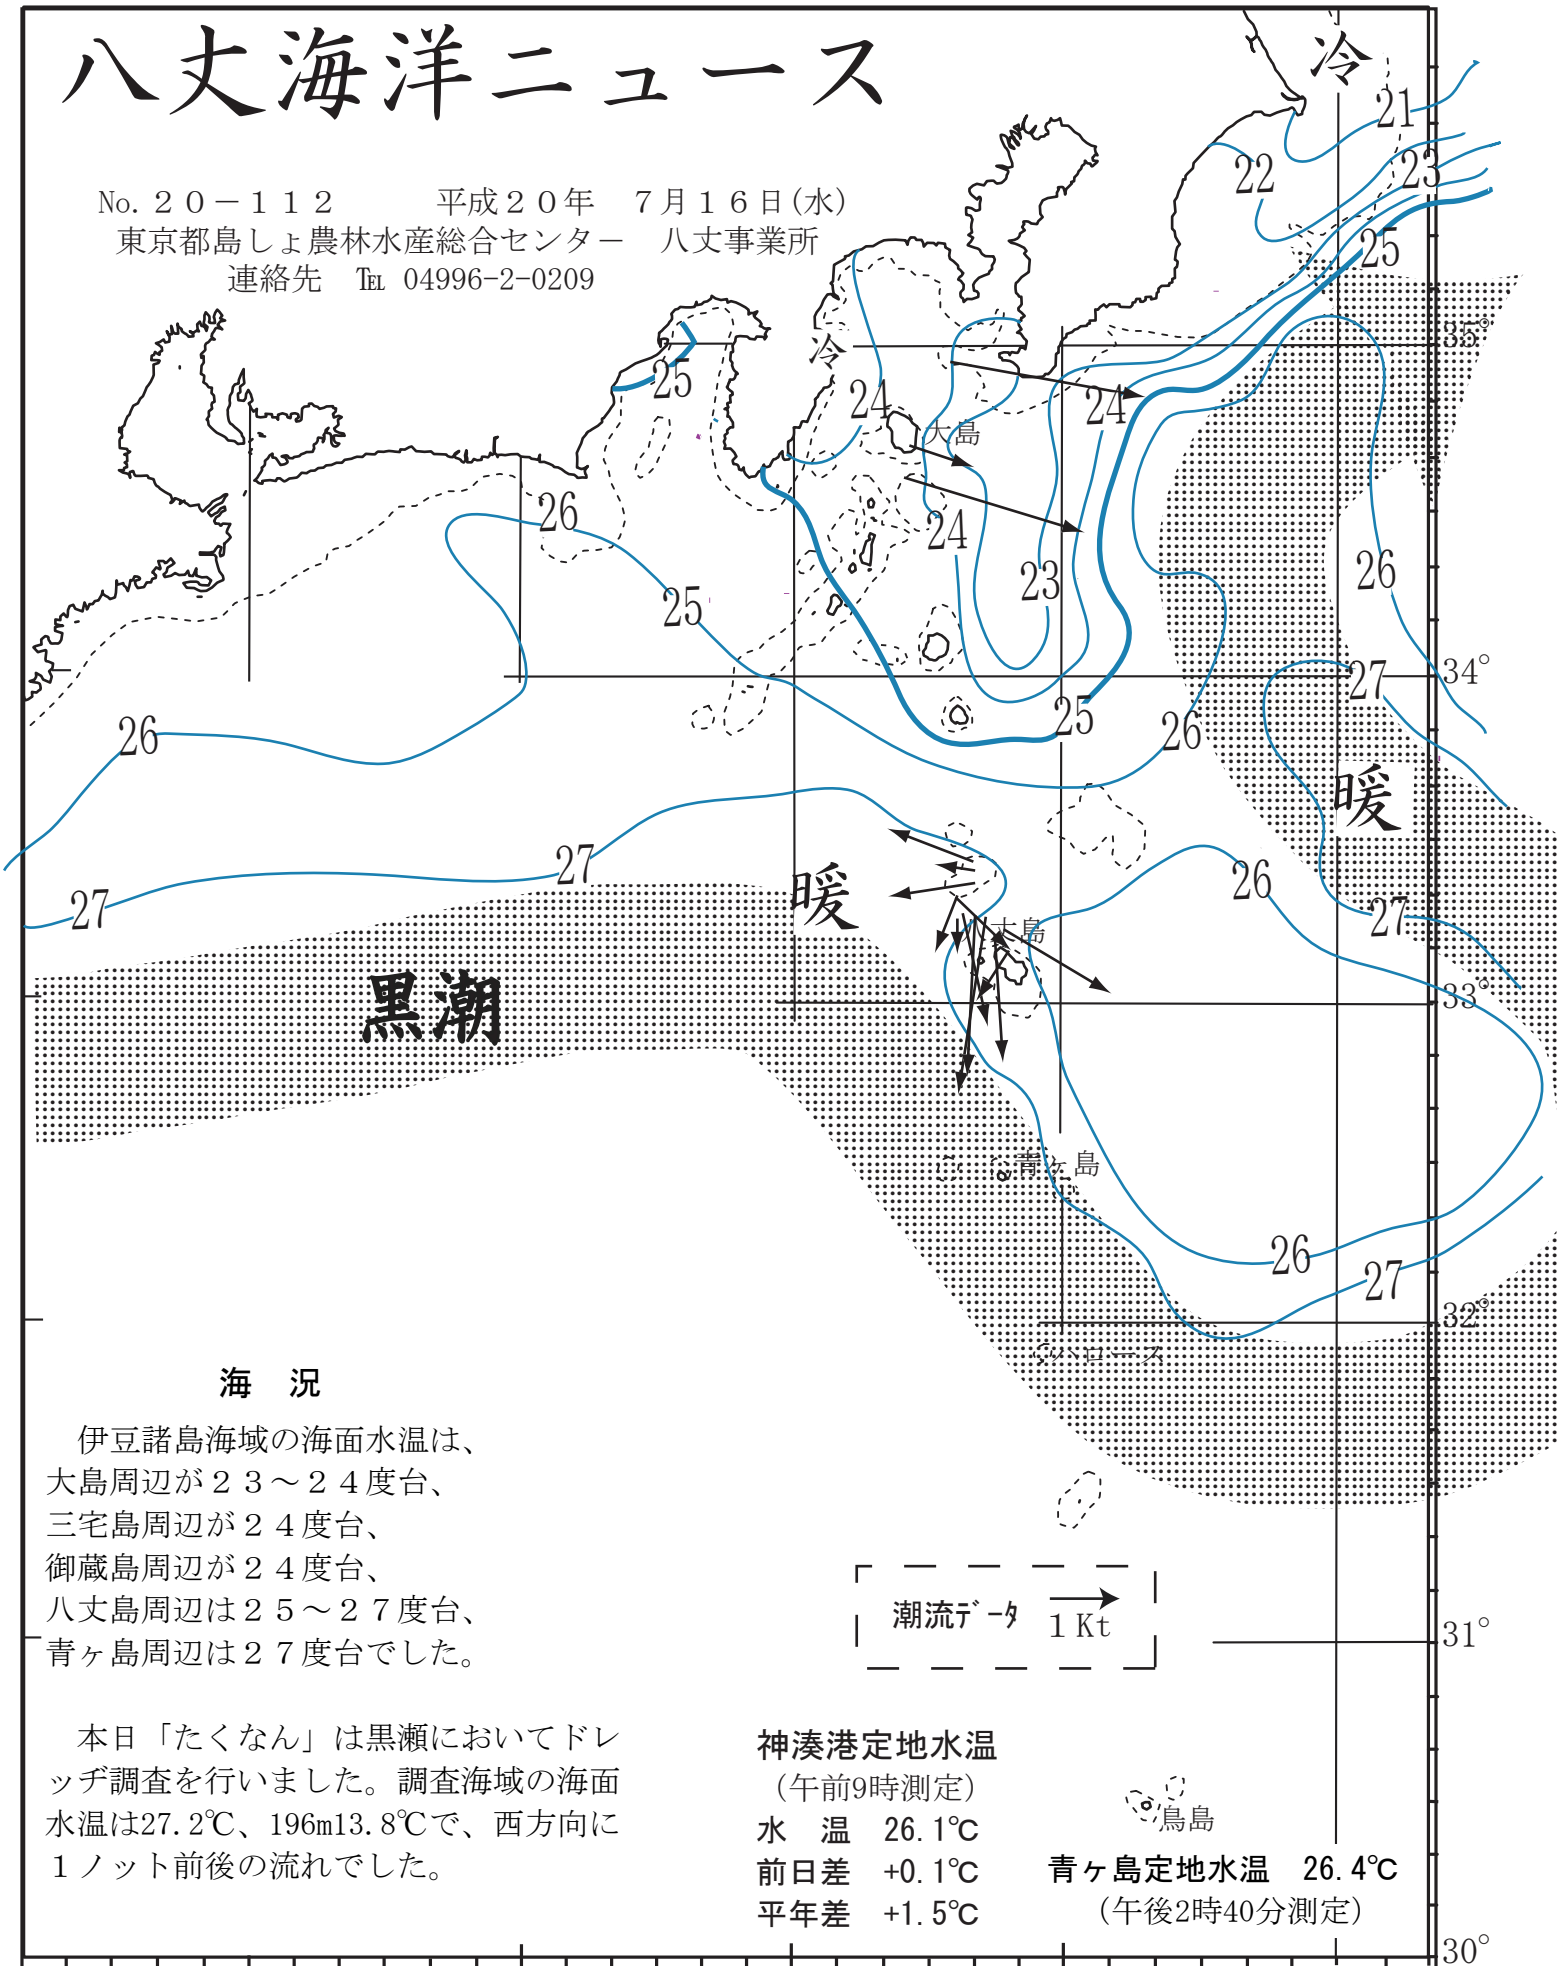 八丈海洋ニュース
No.２０－１１２　　　平成２０年　７月１６日(水)
東京都島しょ農林水産総合センター　八丈事業所
連絡先　℡ 04996-2-0209
冷
21
22
23
25
35°
冷
25
24
24
大島
26
24
23
26
25
34°
27
26
25
26
暖
27
暖
26
27
27
八丈島
黒潮
33°
青ヶ島
26
27
32°
ベヨネース
海　況
　伊豆諸島海域の海面水温は、
大島周辺が２３～２４度台、
三宅島周辺が２４度台、
御蔵島周辺が２４度台、
八丈島周辺は２５～２７度台、
青ヶ島周辺は２７度台でした。
潮流ﾃﾞｰﾀ
１Kt
31°
　本日「たくなん」は黒瀬においてドレ
ッヂ調査を行いました。調査海域の海面
水温は27.2℃、196m13.8℃で、西方向に
１ノット前後の流れでした。
神湊港定地水温
（午前9時測定）
水　温　26.1℃
前日差　+0.1℃
平年差　+1.5℃
鳥島
青ヶ島定地水温　26.4℃
（午後2時40分測定）
30°